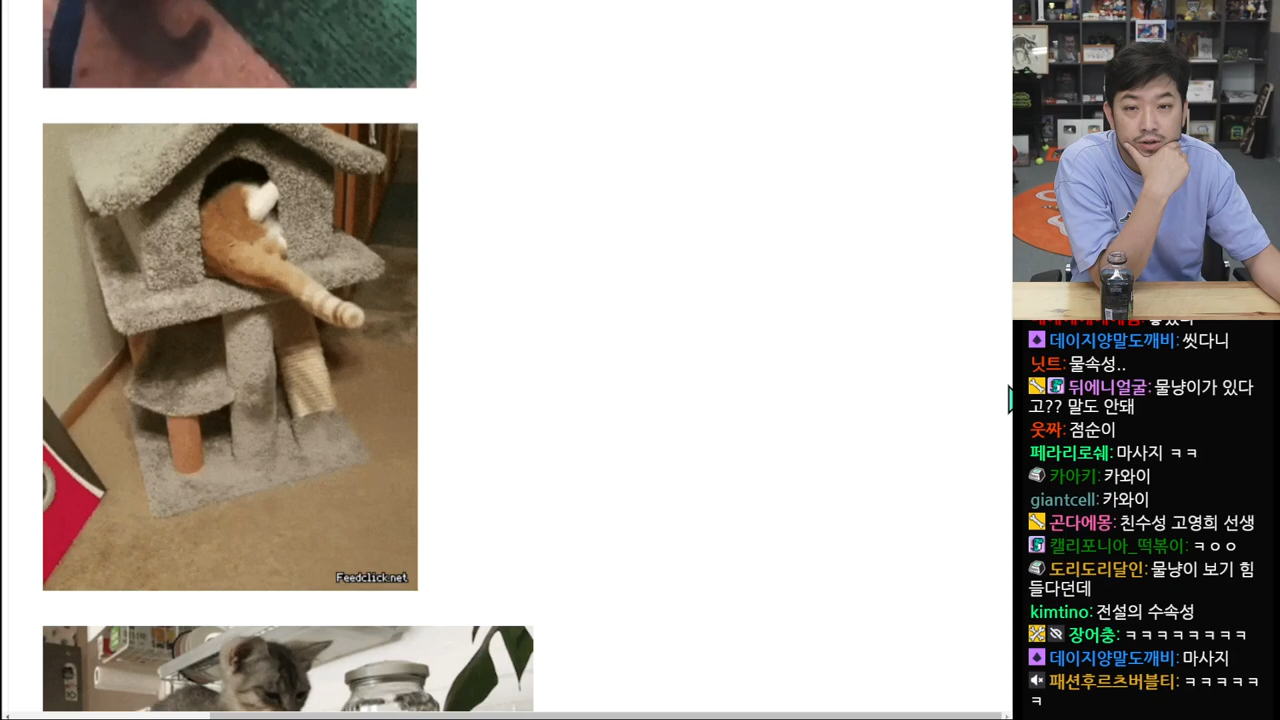 Feedclick.net
데이지양말도깨비: 씻다니
닛트: 물속성..
뒤에니얼굴: 물냥이가 있다
고?? 말도 안돼
웃짜: 점순이
페라리로쉐: 마사지 ㅋㅋ
카아키: 카와이
giantcell: 카와이
곤다에몽: 친수성 고영희 선생
캘리포니아_떡볶이: ㅋㅇㅇ
도리도리달인: 물냥이 보기 힘
들다던데
kimtino: 전설의 수속성
장어충: ㅋㅋㅋㅋㅋㅋㅋㅋ
데이지양말도깨비: 마사지
패션후르츠버블티: ㅋㅋㅋㅋㅋ
ㅋ